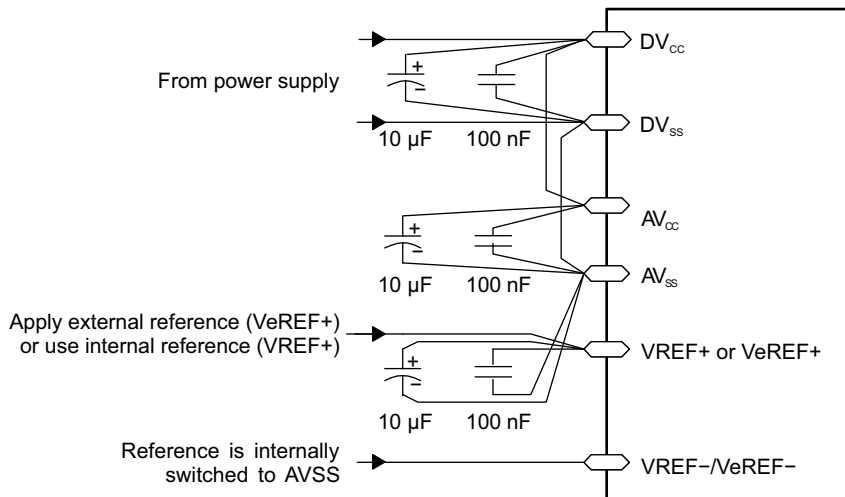 DVCC
+
From power supply
−
DVSS
10 µF 100 nF
AVCC
+
−
AVSS
10 µF 100 nF
Apply external reference (VeREF+)
or use internal reference (VREF+)
VREF+ or VeREF+
+
−
10 µF 100 nF
Reference is internally
switched to AVSS
VREF−/VeREF−